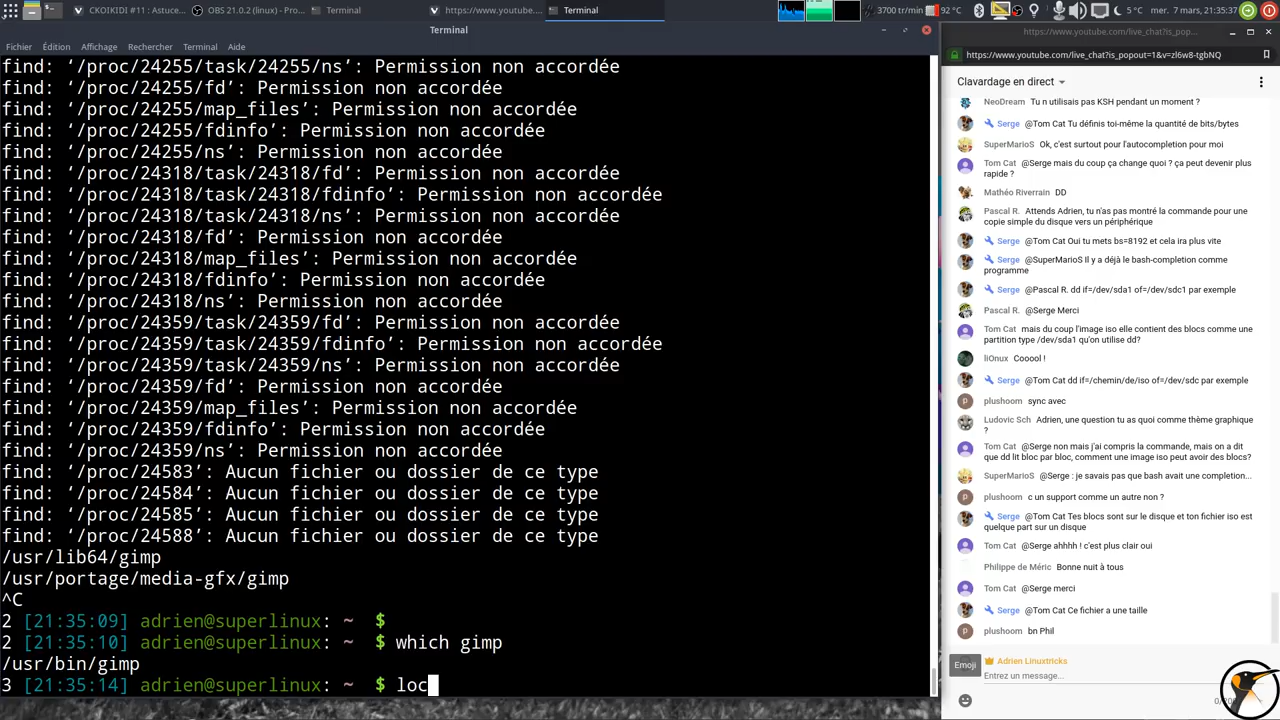 CKOITICI #11 : Astuce...
OBS 21.0.2 (linux) - Pro...
Terminal
https://www.youtube....
Terminal
3700 tr/min
92 °C
5 °C
mer. 7 mars, 21:35:37
Terminal
Fichier Édition Affichage Rechercher Terminal Aide
find: ‘/proc/24255/task/24255/ns’: Permission non accordée
find: ‘/proc/24255/fd’: Permission non accordée
find: ‘/proc/24255/map_files’: Permission non accordée
find: ‘/proc/24255/fdinfo’: Permission non accordée
find: ‘/proc/24255/ns’: Permission non accordée
find: ‘/proc/24318/task/24318/fd’: Permission non accordée
find: ‘/proc/24318/task/24318/fdinfo’: Permission non accordée
find: ‘/proc/24318/task/24318/ns’: Permission non accordée
find: ‘/proc/24318/fd’: Permission non accordée
find: ‘/proc/24318/map_files’: Permission non accordée
find: ‘/proc/24318/fdinfo’: Permission non accordée
find: ‘/proc/24318/ns’: Permission non accordée
find: ‘/proc/24359/task/24359/fd’: Permission non accordée
find: ‘/proc/24359/task/24359/fdinfo’: Permission non accordée
find: ‘/proc/24359/task/24359/ns’: Permission non accordée
find: ‘/proc/24359/fd’: Permission non accordée
find: ‘/proc/24359/map_files’: Permission non accordée
find: ‘/proc/24359/fdinfo’: Permission non accordée
find: ‘/proc/24359/ns’: Permission non accordée
find: ‘/proc/24583’: Aucun fichier ou dossier de ce type
find: ‘/proc/24584’: Aucun fichier ou dossier de ce type
find: ‘/proc/24585’: Aucun fichier ou dossier de ce type
find: ‘/proc/24588’: Aucun fichier ou dossier de ce type
/usr/lib64/gimp
/usr/portage/media-gfx/gimp
^C
2 [21:35:09] adrien@superlinux: ~ $
2 [21:35:10] adrien@superlinux: ~ $ which gimp
/usr/bin/gimp
3 [21:35:14] adrien@superlinux: ~ $ loc
https://www.youtube.com/live_chat?is_pop...
https://www.youtube.com/live_chat?is_popout=1&v=zl6w8-tgbNQ
Clavardage en direct
NeoDream Tu n utilisais pas KSH pendant un moment ?
Serge @Tom Cat Tu définis toi-même la quantité de bits/bytes
SuperMarioS Ok, c'est surtout pour l'autocompletion pour moi
Tom Cat @Serge mais du coup ça change quoi ? ça peut devenir plus
rapide ?
Mathéo Riverrain DD
Pascal R. Attends Adrien, tu n'as pas montré la commande pour une
copie simple du disque vers un périphérique
Serge @Tom Cat Oui tu mets bs=8192 et cela ira plus vite
Serge @SuperMarioS Il y a déjà le bash-completion comme
programme
Serge @Pascal R. dd if=/dev/sda1 of=/dev/sdc1 par exemple
Pascal R. @Serge Merci
Tom Cat mais du coup l'image iso elle contient des blocs comme une
partition type /dev/sda1 qu'on utilise dd?
liOnux Cooool !
Serge @Tom Cat dd if=/chemin/de/iso of=/dev/sdc par exemple
plushoom sync avec
Ludovic Sch Adrien, une question tu as quoi comme thème graphique
?
Tom Cat @Serge non mais j'ai compris la commande, mais on a dit
que dd lit bloc par bloc, comment une image iso peut avoir des blocs?
SuperMarioS @Serge : je savais pas que bash avait une completion...
plushoom c un support comme un autre non ?
Serge @Tom Cat Tes blocs sont sur le disque et ton fichier iso est
quelque part sur un disque
Tom Cat @Serge ahhhh ! c'est plus clair oui
Philippe de Méric Bonne nuit à tous
Tom Cat @Serge merci
Serge @Tom Cat Ce fichier a une taille
plushoom bn Phil
Emoji
Adrien Linuxtricks
Entrez un message...